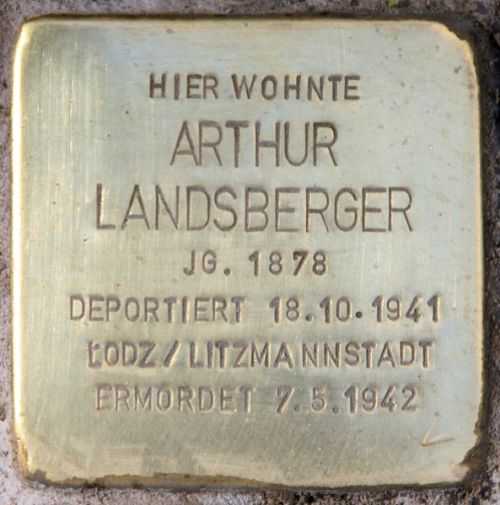 HIER WOHNTE
ARTHUR
LANDSBERGER
JG. 1878
DEPORTIERT 18.10.1941
ŁODZ / LITZMANNSTADT
ERMORDET 7.5.1942